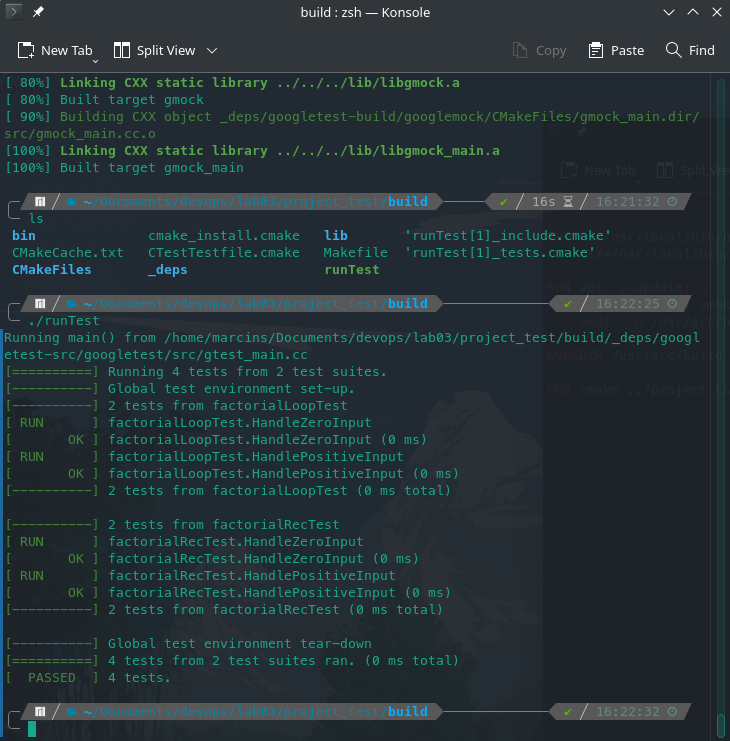 build : zsh — Konsole
New Tab Split View Copy Paste Find
[ 80%] Linking CXX static library ../../../lib/libgmock.a
[ 80%] Built target gmock
[ 90%] Building CXX object _deps/googletest-build/googlemock/CMakeFiles/gmock_main.dir/
src/gmock_main.cc.o
[100%] Linking CXX static library ../../../lib/libgmock_main.a
[100%] Built target gmock_main
~/Documents/devops/lab03/project_test/build ✔ 16s 16:21:32
ls
bin cmake_install.cmake lib 'runTest[1]_include.cmake'
CMakeCache.txt CTestTestfile.cmake Makefile 'runTest[1]_tests.cmake'
CMakeFiles _deps runTest
~/Documents/devops/lab03/project_test/build ✔ 16:22:25
./runTest
Running main() from /home/marcins/Documents/devops/lab03/project_test/build/_deps/googl
etest-src/googletest/src/gtest_main.cc
[==========] Running 4 tests from 2 test suites.
[----------] Global test environment set-up.
[----------] 2 tests from factorialLoopTest
[ RUN      ] factorialLoopTest.HandleZeroInput
[       OK ] factorialLoopTest.HandleZeroInput (0 ms)
[ RUN      ] factorialLoopTest.HandlePositiveInput
[       OK ] factorialLoopTest.HandlePositiveInput (0 ms)
[----------] 2 tests from factorialLoopTest (0 ms total)
[----------] 2 tests from factorialRecTest
[ RUN      ] factorialRecTest.HandleZeroInput
[       OK ] factorialRecTest.HandleZeroInput (0 ms)
[ RUN      ] factorialRecTest.HandlePositiveInput
[       OK ] factorialRecTest.HandlePositiveInput (0 ms)
[----------] 2 tests from factorialRecTest (0 ms total)
[----------] Global test environment tear-down
[==========] 4 tests from 2 test suites ran. (0 ms total)
[  PASSED  ] 4 tests.
~/Documents/devops/lab03/project_test/build ✔ 16:22:32